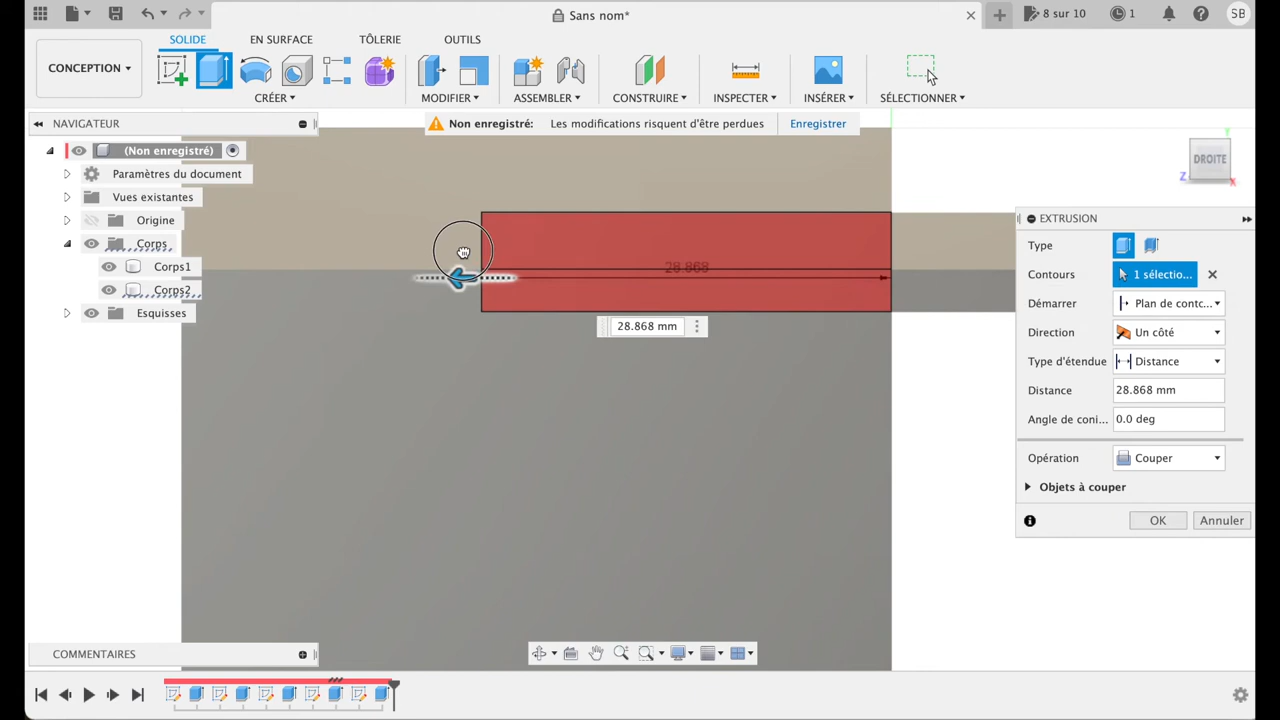 Sans nom*
8 sur 10
1
SB
CONCEPTION
SOLIDE
EN SURFACE
TÔLERIE
OUTILS
CRÉER
MODIFIER
ASSEMBLER
CONSTRUIRE
INSPECTER
INSÉRER
SÉLECTIONNER
NAVIGATEUR
Non enregistré: Les modifications risquent d'être perdues Enregistrer
(Non enregistré)
Paramètres du document
Vues existantes
Origine
Corps
Corps1
Corps2
Esquisses
DROITE
Y
Z
X
28.868
28.868 mm
EXTRUSION
Type
Contours 1 sélectio...
Démarrer Plan de contc...
Direction Un côté
Type d'étendue Distance
Distance 28.868 mm
Angle de coni... 0.0 deg
Opération Couper
Objets à couper
OK Annuler
COMMENTAIRES